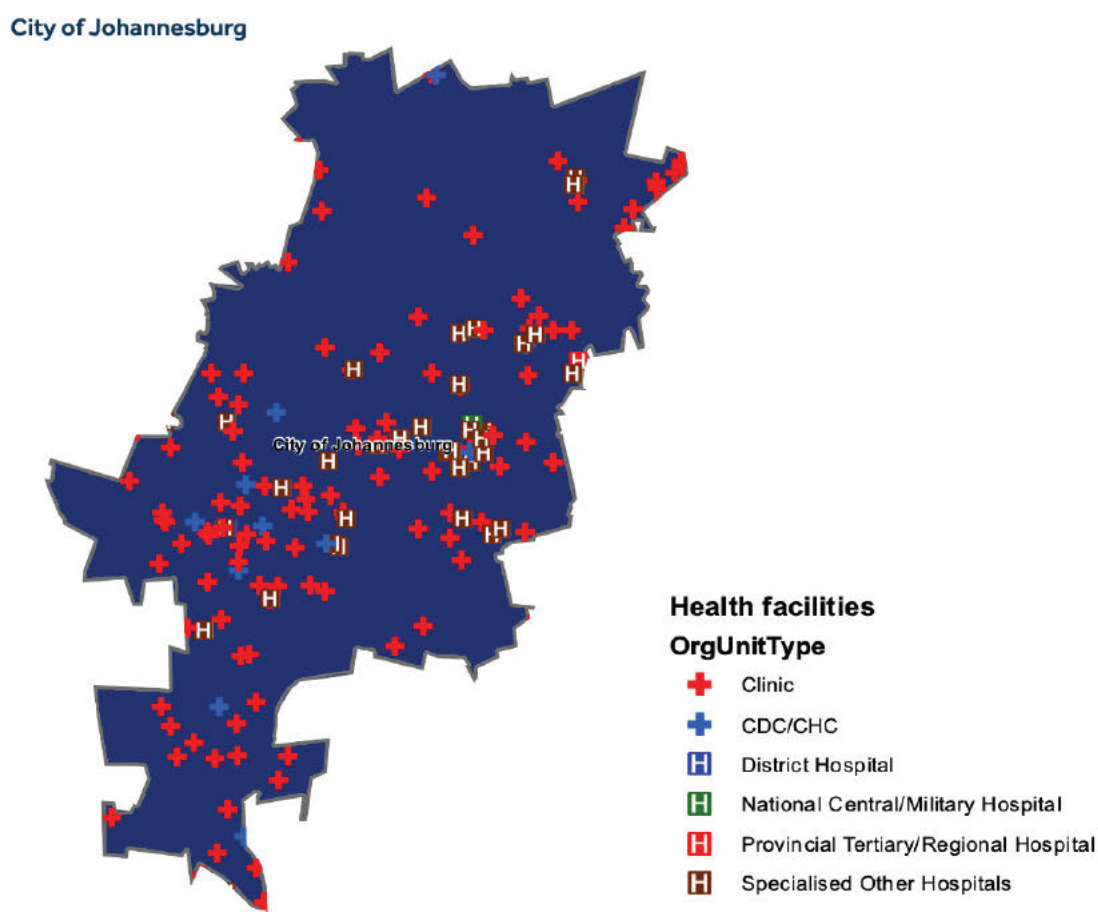 City of Johannesburg
City of Johannesburg
Health facilities
OrgUnitType
Clinic
CDC/CHC
H District Hospital
H National Central/Military Hospital
H Provincial Tertiary/Regional Hospital
H Specialised Other Hospitals